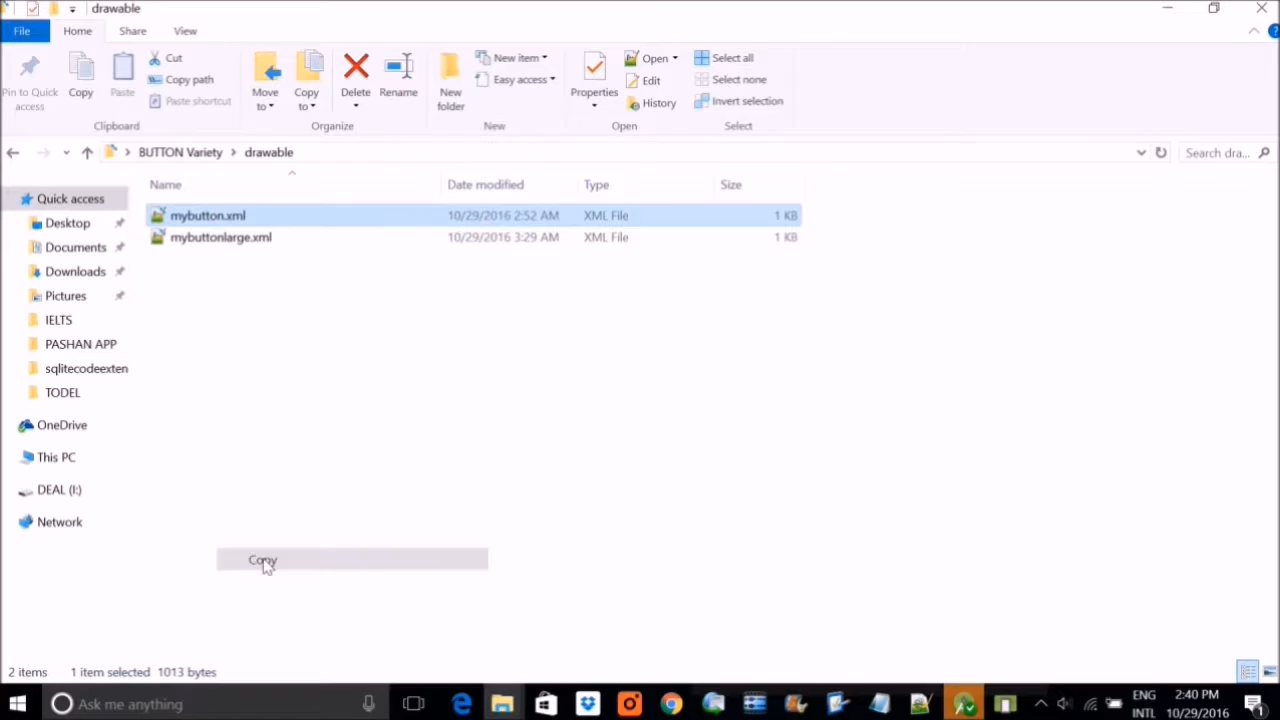 drawable
File Home Share View
Pin to Quick access
Copy
Paste
Cut
Copy path
Paste shortcut
Move to
Copy to
Delete
Rename
New folder
New item
Easy access
Properties
Open
Edit
History
Select all
Select none
Invert selection
Clipboard Organize New Open Select
BUTTON Variety > drawable
Search dra...
Name Date modified Type Size
mybutton.xml 10/29/2016 2:52 AM XML File 1 KB
mybuttonlarge.xml 10/29/2016 3:29 AM XML File 1 KB
Quick access
Desktop
Documents
Downloads
Pictures
IELTS
PASHAN APP
sqlitecodeexten
TODEL
OneDrive
This PC
DEAL (I:)
Network
Copy
2 items 1 item selected 1013 bytes
Ask me anything
ENG
INTL
2:40 PM
10/29/2016
1